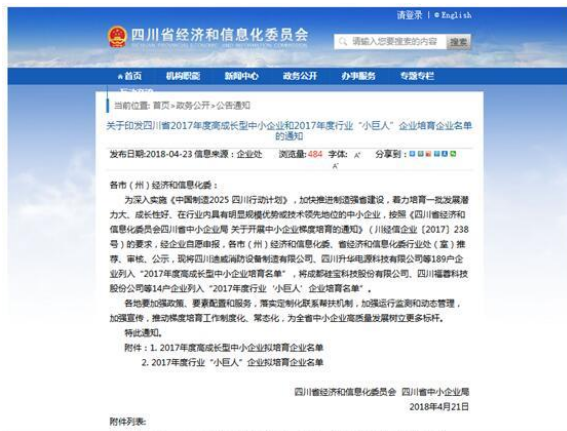 请登录 | English
四川省经济和信息化委员会
SICHUAN PROVINCIAL ECONOMIC AND INFORMATION COMMISSION
请输入您要搜索的内容 搜索
首页 机构职能 新闻中心 政务公开 办事服务 专题专栏
当前位置: 首页»政务公开»公告通知
关于印发四川省2017年度高成长型中小企业和2017年度行业“小巨人”企业培育企业名单
的通知
发布日期:2018-04-23 信息来源：企业处 浏览量:484 字体: 分享到：
各市（州）经济和信息化委：
为深入实施《中国制造2025 四川行动计划》，加快推进制造强省建设，着力培育一批发展潜
力大、成长性好、在行业内具有明显规模优势或技术领先地位的中小企业，按照《四川省经济和
信息化委员会四川省中小企业局 关于开展中小企业梯度培育的通知》（川经信企业〔2017〕238
号）的要求，经企业自愿申报，各市（州）经济和信息化委、省经济和信息化委行业处（室）推
荐、审核、公示，现将四川迪威消防设备制造有限公司、四川升华电源科技有限公司等189户企
业列入“2017年度高成长型中小企业培育名单”，将成都硅宝科技股份有限公司、四川福蓉科技
股份公司等14户企业列入“2017年度行业‘小巨人’企业培育名单”。
各地要加强政策、要素配置和服务，落实定制化联系帮扶机制，加强运行监测和动态管理，
加强宣传，推动梯度培育工作制度化、常态化，为全省中小企业高质量发展树立更多标杆。
特此通知。
附件：1. 2017年度高成长型中小企业拟培育企业名单
2. 2017年度行业“小巨人”企业拟培育企业名单
四川省经济和信息化委员会 四川省中小企业局
2018年4月21日
附件列表: